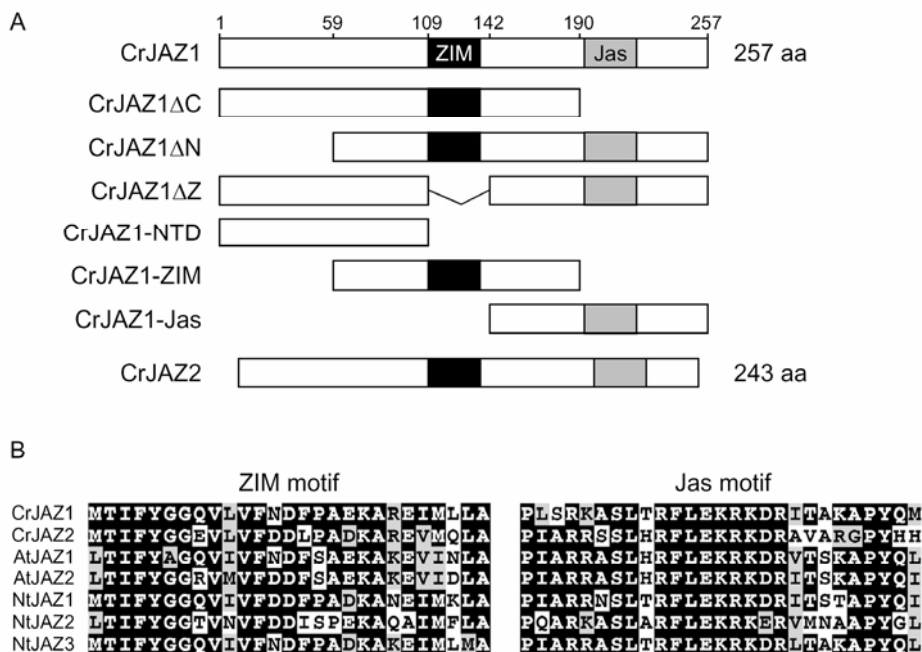 A
1 59 109 142 190 257
CrJAZ1 ZIM Jas 257 aa
CrJAZ1ΔC
CrJAZ1ΔN
CrJAZ1ΔZ
CrJAZ1-NTD
CrJAZ1-ZIM
CrJAZ1-Jas
CrJAZ2 243 aa
B
ZIM motif Jas motif
CrJAZ1 MTIFYGGQVLVFNDFPAEKAREIMLLA PLSRKASLTRFLEKRKDRITAKAPYQM
CrJAZ2 MTIFYGGEVLVFDDLPADKAREVMQLA PIARRSSLHRFLEKRKDRAVARGPYHH
AtJAZ1 LTIFYAGQVIVFNDFSAEKAKEVINLA PIARRASLHRFLEKRKDRVTSKAPYQL
AtJAZ2 LTIFYGGRVMVFDDFSAEKAKEVIDLA PIARRASLHRFLEKRKDRITSKAPYQI
NtJAZ1 MTIFYGGQVIVFDDFPADKANEIMKLA PIARRNSLTRFLEKRKDRITSTAPYQI
NtJAZ2 LTIFYGGTVNVFDDISPEKAQAIMFLA PQARKASLARFLEKRKERVMNAAPYGL
NtJAZ3 MTIFYGGQVIVFNDFPADKAKEIMLMA PIARRASLTRFLEKRKDRLTAKAPYQL